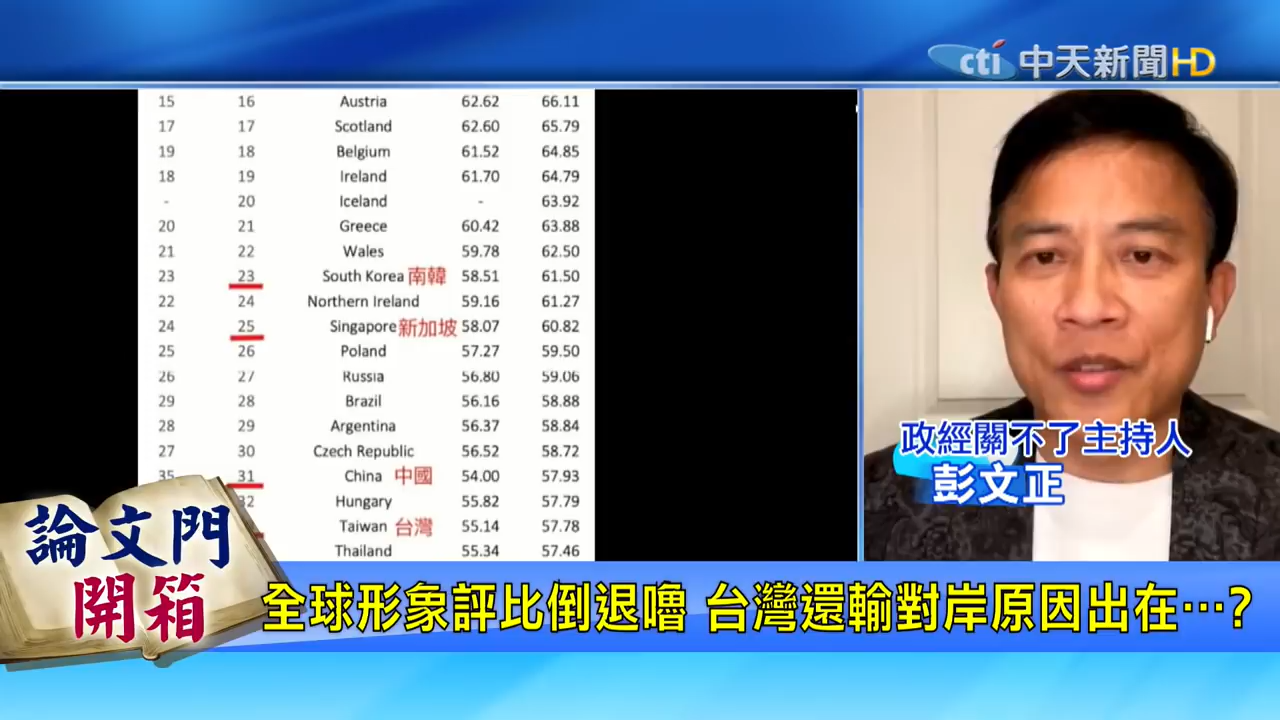 cti 中天新聞HD
15 16 Austria 62.62 66.11
17 17 Scotland 62.60 65.79
19 18 Belgium 61.52 64.85
18 19 Ireland 61.70 64.79
- 20 Iceland - 63.92
20 21 Greece 60.42 63.88
21 22 Wales 59.78 62.50
23 23 South Korea 南韓 58.51 61.50
22 24 Northern Ireland 59.16 61.27
24 25 Singapore 新加坡 58.07 60.82
25 26 Poland 57.27 59.50
26 27 Russia 56.80 59.06
29 28 Brazil 56.16 58.88
28 29 Argentina 56.37 58.84
27 30 Czech Republic 56.52 58.72
35 31 China 中國 54.00 57.93
32 Hungary 55.82 57.79
Taiwan 台灣 55.14 57.78
Thailand 55.34 57.46
政經關不了主持人
彭文正
論文門
開箱
全球形象評比倒退嚕 台灣還輸對岸原因出在…?